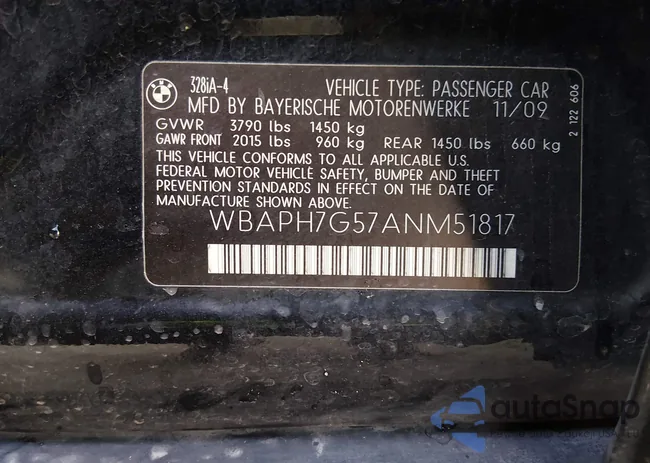 BMW
328iA-4 VEHICLE TYPE: PASSENGER CAR
MFD BY BAYERISCHE MOTORENWERKE 11/09
GVWR 3790 lbs 1450 kg
GAWR FRONT 2015 lbs 960 kg REAR 1450 lbs 660 kg
THIS VEHICLE CONFORMS TO ALL APPLICABLE U.S.
FEDERAL MOTOR VEHICLE SAFETY, BUMPER AND THEFT
PREVENTION STANDARDS IN EFFECT ON THE DATE OF
MANUFACTURE SHOWN ABOVE.
WBAPH7G57ANM51817
2 122 606
autoSnap